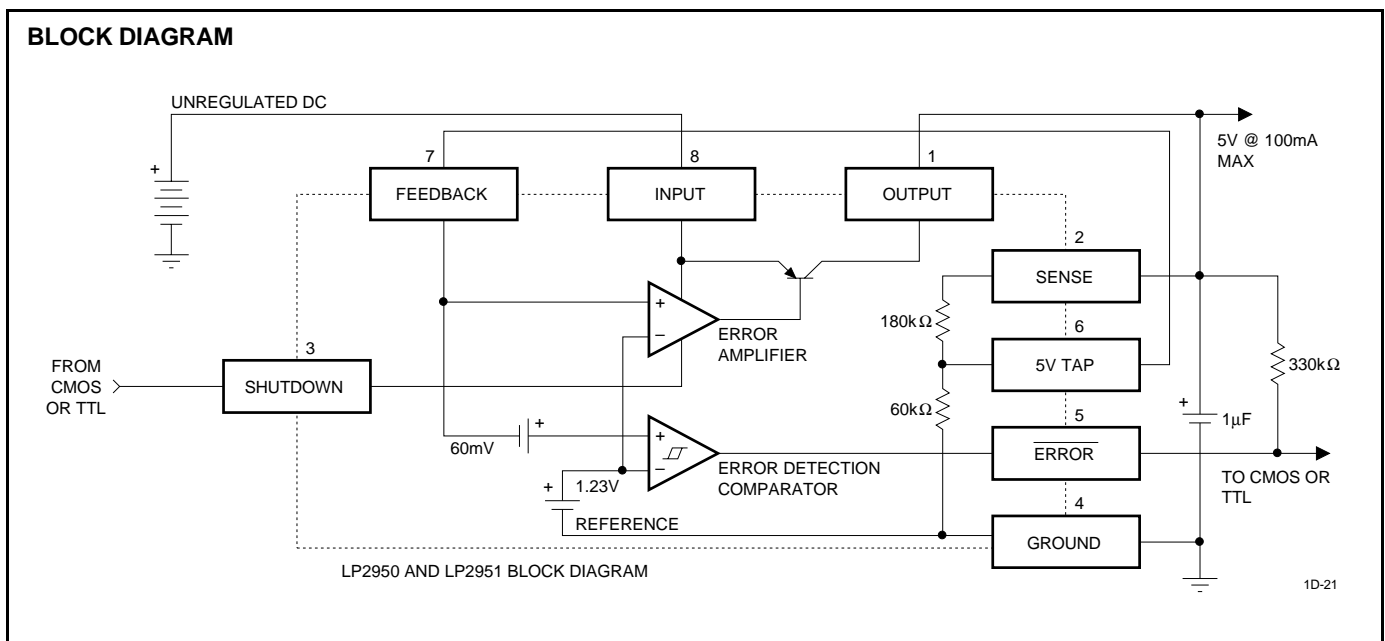 BLOCK DIAGRAM
UNREGULATED DC
+
5V @ 100mA
MAX
7
8
1
FEEDBACK
INPUT
OUTPUT
2
SENSE
180kΩ
6
5V TAP
330kΩ
60kΩ
+
1µF
5
ERROR
TO CMOS OR
TTL
4
GROUND
+
−
ERROR
AMPLIFIER
3
FROM
CMOS
OR TTL
SHUTDOWN
60mV
+
+
−
ERROR DETECTION
COMPARATOR
+
1.23V
REFERENCE
LP2950 AND LP2951 BLOCK DIAGRAM
1D-21